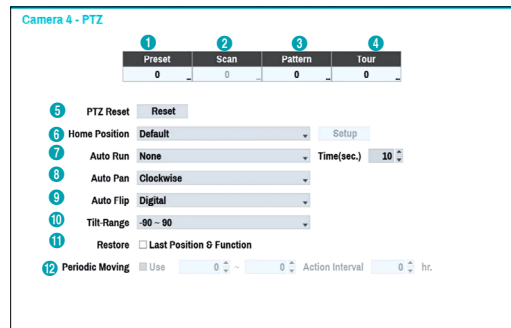 Camera 4 - PTZ
1 2 3 4
Preset Scan Pattern Tour
0 ... 0 ... 0 ... 0 ...
5 PTZ Reset Reset
6 Home Position Default Setup
7 Auto Run None Time(sec.) 10
8 Auto Pan Clockwise
9 Auto Flip Digital
10 Tilt-Range -90 ~ 90
11 Restore Last Position & Function
12 Periodic Moving Use 0 ~ 0 Action Interval 0 hr.